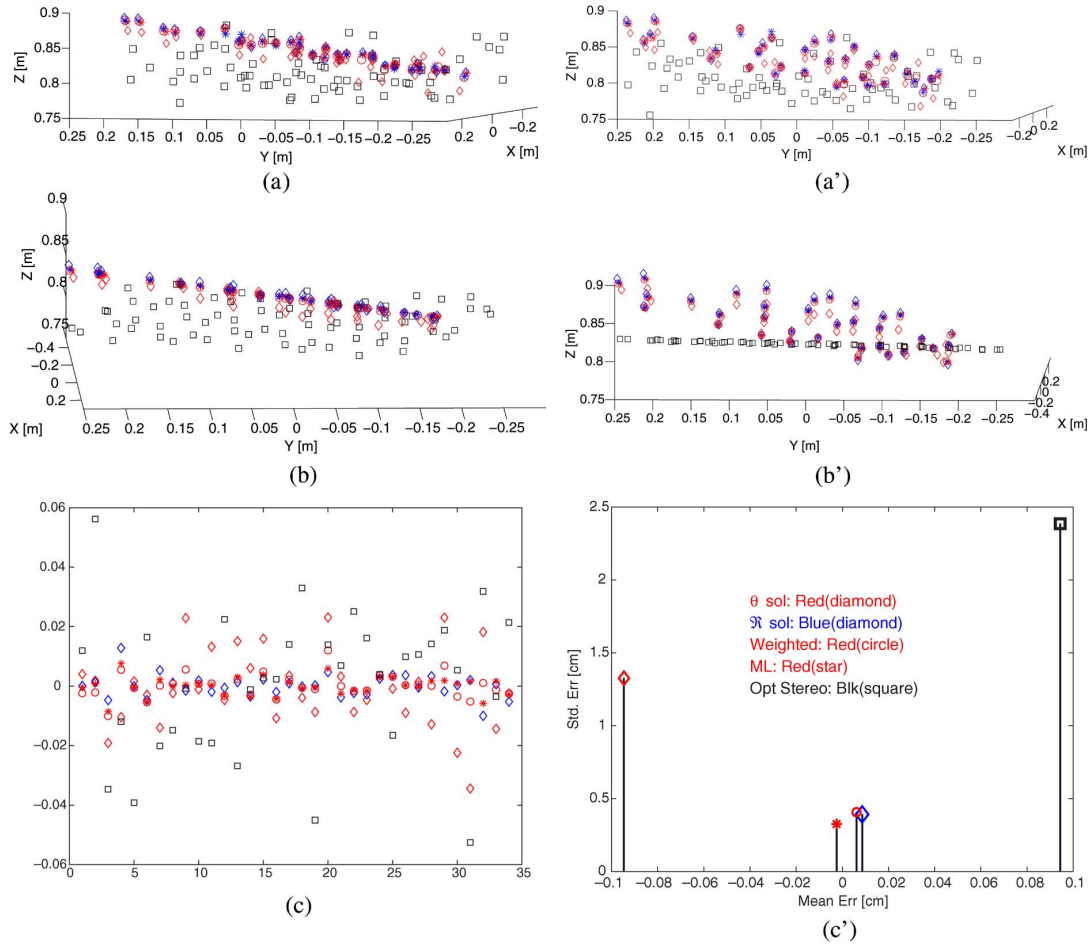 0.9
0.85
0.8
0.75
Z [m]
0.25 0.2 0.15 0.1 0.05 0 -0.05 -0.1 -0.15 -0.2 -0.25
Y [m]
-0.2
0
0.2
X [m]
(a)
0.9
0.85
0.8
0.75
Z [m]
0.25 0.2 0.15 0.1 0.05 0 -0.05 -0.1 -0.15 -0.2 -0.25
Y [m]
-0.2 0 0.2
X [m]
(a')
0.9
0.85
0.8
0.75
Z [m]
-0.4
-0.2
0
0.2
X [m]
0.25 0.2 0.15 0.1 0.05 0 -0.05 -0.1 -0.15 -0.2 -0.25
Y [m]
(b)
0.9
0.85
0.8
0.75
Z [m]
0.25 0.2 0.15 0.1 0.05 0 -0.05 -0.1 -0.15 -0.2 -0.25
Y [m]
0.2
0
-0.2
-0.4
X [m]
(b')
0.06
0.04
0.02
0
-0.02
-0.04
-0.06
0 5 10 15 20 25 30 35
(c)
2.5
2
1.5
1
0.5
0
Std. Err [cm]
θ sol: Red(diamond)
ℜ sol: Blue(diamond)
Weighted: Red(circle)
ML: Red(star)
Opt Stereo: Blk(square)
-0.1 -0.08 -0.06 -0.04 -0.02 0 0.02 0.04 0.06 0.08 0.1
Mean Err [cm]
(c')